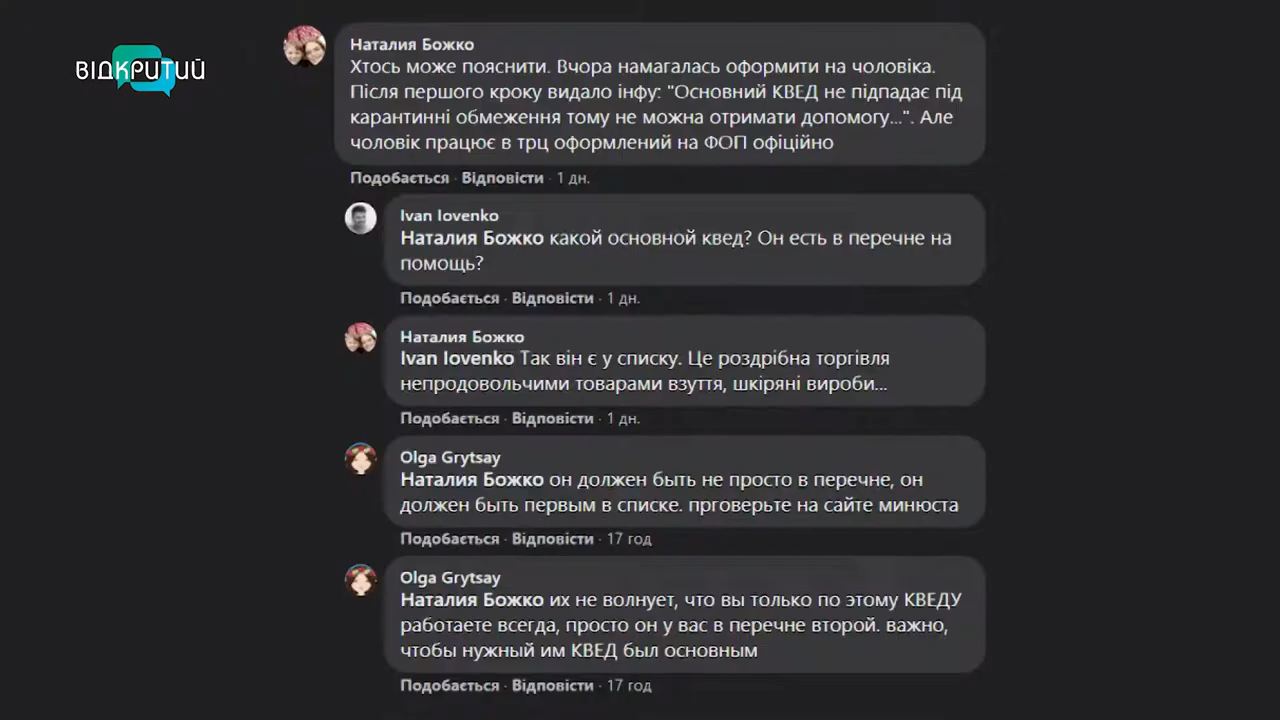 ВІДКРИТИЙ
Наталия Божко
Хтось може пояснити. Вчора намагалась оформити на чоловіка.
Після першого кроку видало інфу: "Основний КВЕД не підпадає під
карантинні обмеження тому не можна отримати допомогу...". Але
чоловік працює в трц оформлений на ФОП офіційно
Подобається · Відповісти · 1 дн.
Ivan Iovenko
Наталия Божко какой основной квед? Он есть в перечне на
помощь?
Подобається · Відповісти · 1 дн.
Наталия Божко
Ivan Iovenko Так він є у списку. Це роздрібна торгівля
непродовольчими товарами взуття, шкіряні вироби...
Подобається · Відповісти · 1 дн.
Olga Grytsay
Наталия Божко он должен быть не просто в перечне, он
должен быть первым в списке. прговерьте на сайте минюста
Подобається · Відповісти · 17 год
Olga Grytsay
Наталия Божко их не волнует, что вы только по этому КВЕДУ
работаете всегда, просто он у вас в перечне второй. важно,
чтобы нужный им КВЕД был основным
Подобається · Відповісти · 17 год